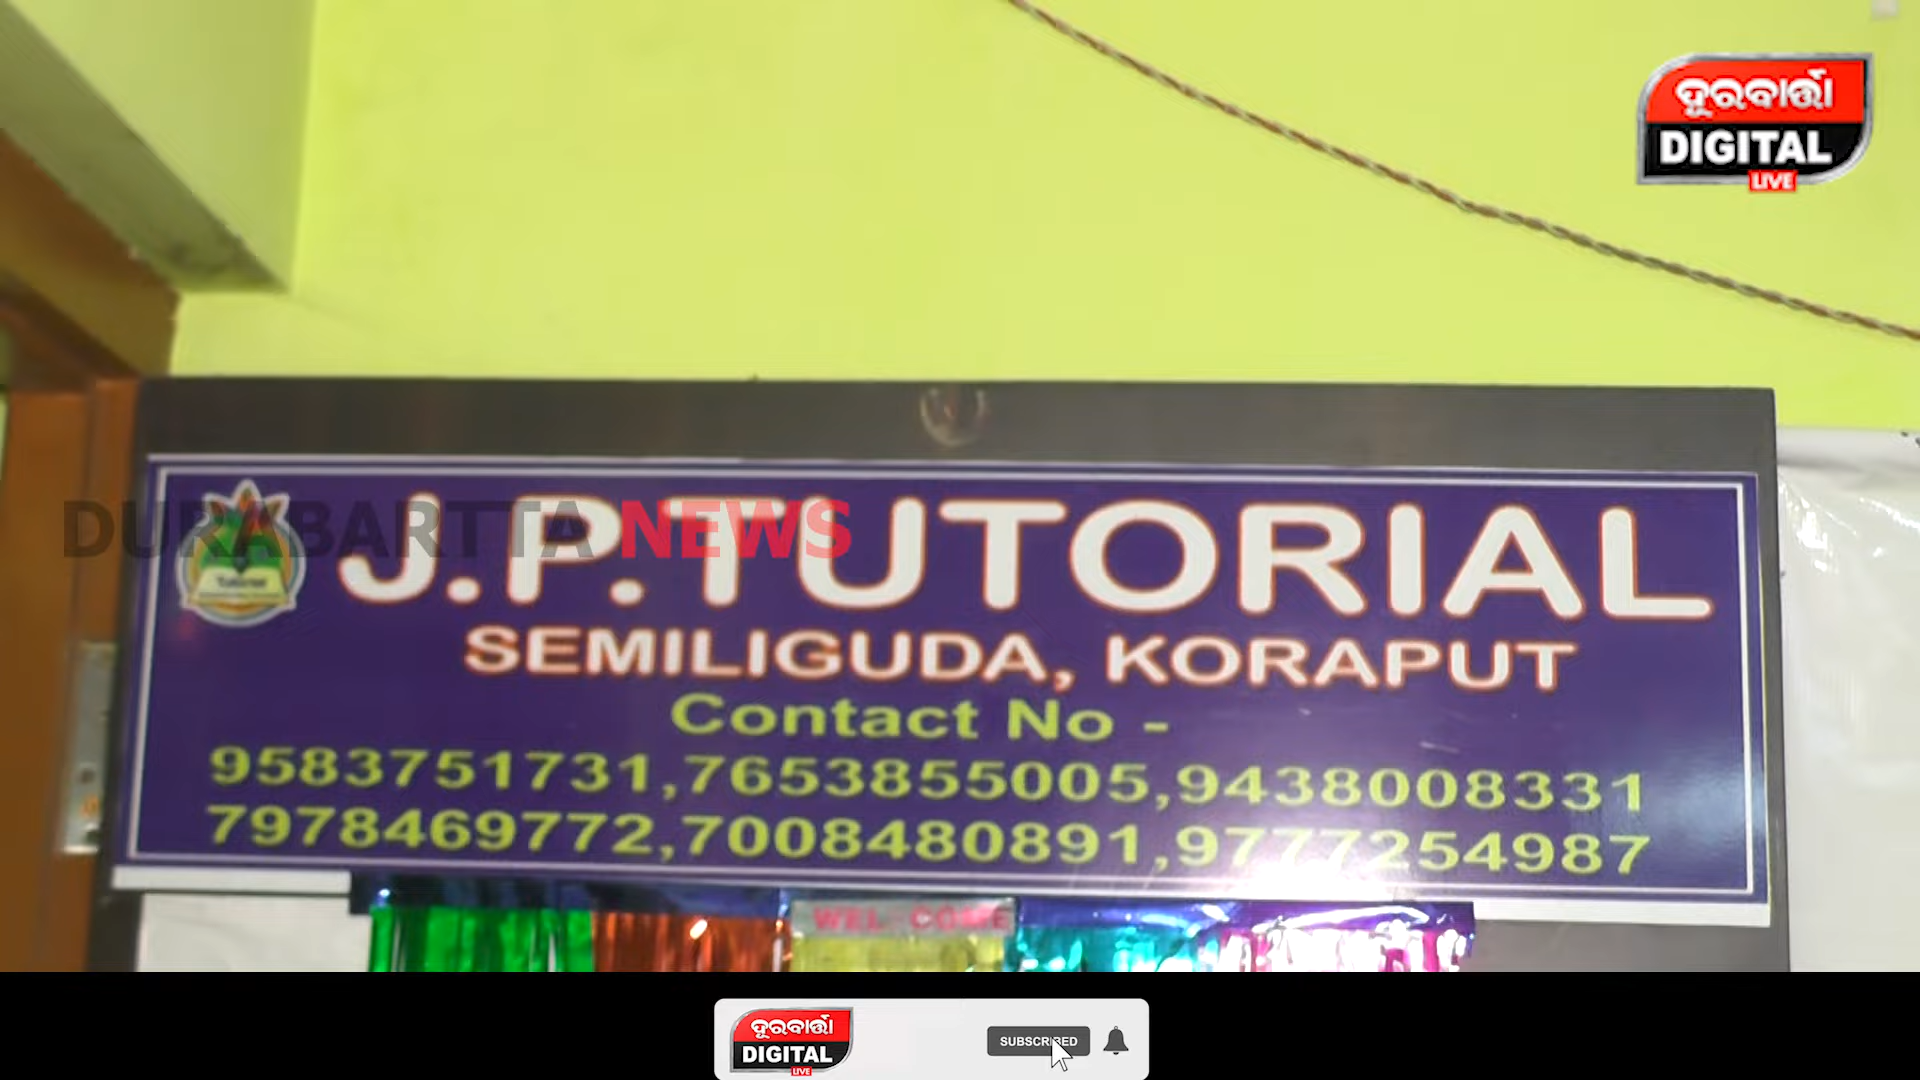 ଦୂରବାର୍ତ୍ତା
DIGITAL
LIVE
DURABARTTA NEWS
J.P.TUTORIAL
SEMILIGUDA, KORAPUT
Contact No -
9583751731,7653855005,9438008331
7978469772,7008480891,9777254987
WEL-COME
ଦୂରବାର୍ତ୍ତା
DIGITAL
LIVE
SUBSCRIBED